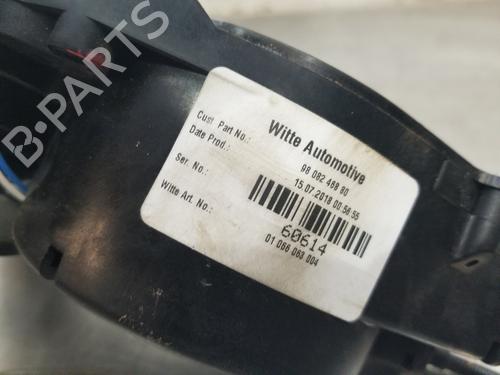 Witte Automotive
Cust. Part No.: 98 082 469 80
Date Prod.: 15.07.2018 00:56:55
Ser. No.:
60614
Witte Art. No.: 01 086 063 004
B-PARTS